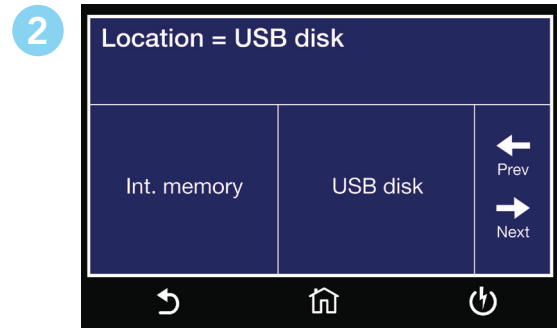 2
Location = USB disk
Int. memory
USB disk
Prev
Next